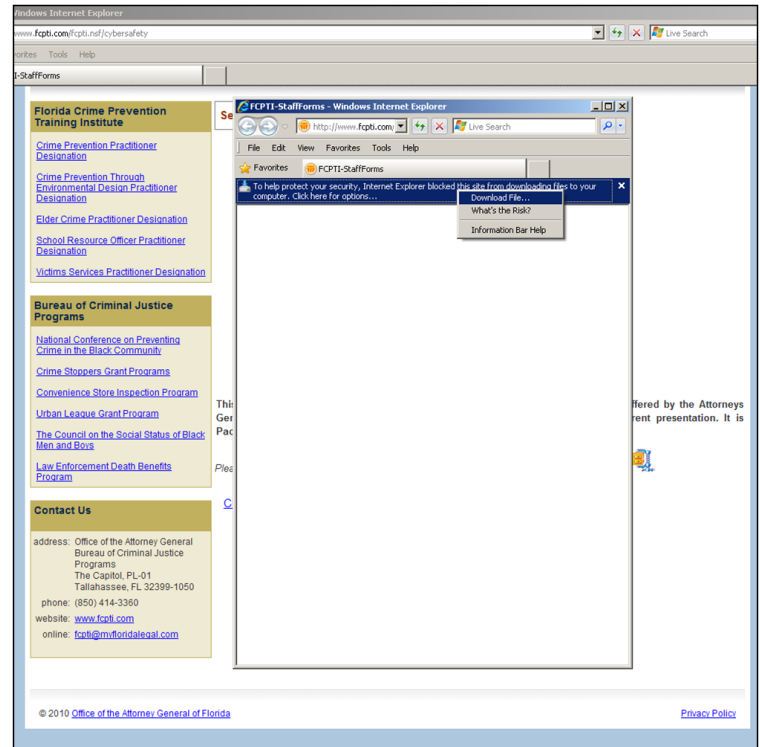 Windows Internet Explorer
www.fcpti.com/fcpti.nsf/cybersafety
Live Search
Tools Help
I-StaffForms
Florida Crime Prevention
Training Institute
Crime Prevention Practitioner
Designation
Crime Prevention Through
Environmental Design Practitioner
Designation
Elder Crime Practitioner Designation
School Resource Officer Practitioner
Designation
Victims Services Practitioner Designation
Bureau of Criminal Justice
Programs
National Conference on Preventing
Crime in the Black Community
Crime Stoppers Grant Programs
Convenience Store Inspection Program
Urban League Grant Program
The Council on the Social Status of Black
Men and Boys
Law Enforcement Death Benefits
Program
Contact Us
address: Office of the Attorney General
Bureau of Criminal Justice
Programs
The Capitol, PL-01
Tallahassee, FL 32399-1050
phone: (850) 414-3360
website: www.fcpti.com
online: fcpti@myfloridalegal.com
Se
FCPTI-StaffForms - Windows Internet Explorer
http://www.fcpti.com/
Live Search
File Edit View Favorites Tools Help
Favorites FCPTI-StaffForms
To help protect your security, Internet Explorer blocked this site from downloading files to your
computer. Click here for options...
Download File...
What's the Risk?
Information Bar Help
ffered by the Attorneys
Ger rent presentation. It is
Pac
Plea
C
© 2010 Office of the Attorney General of Florida
Privacy Policy